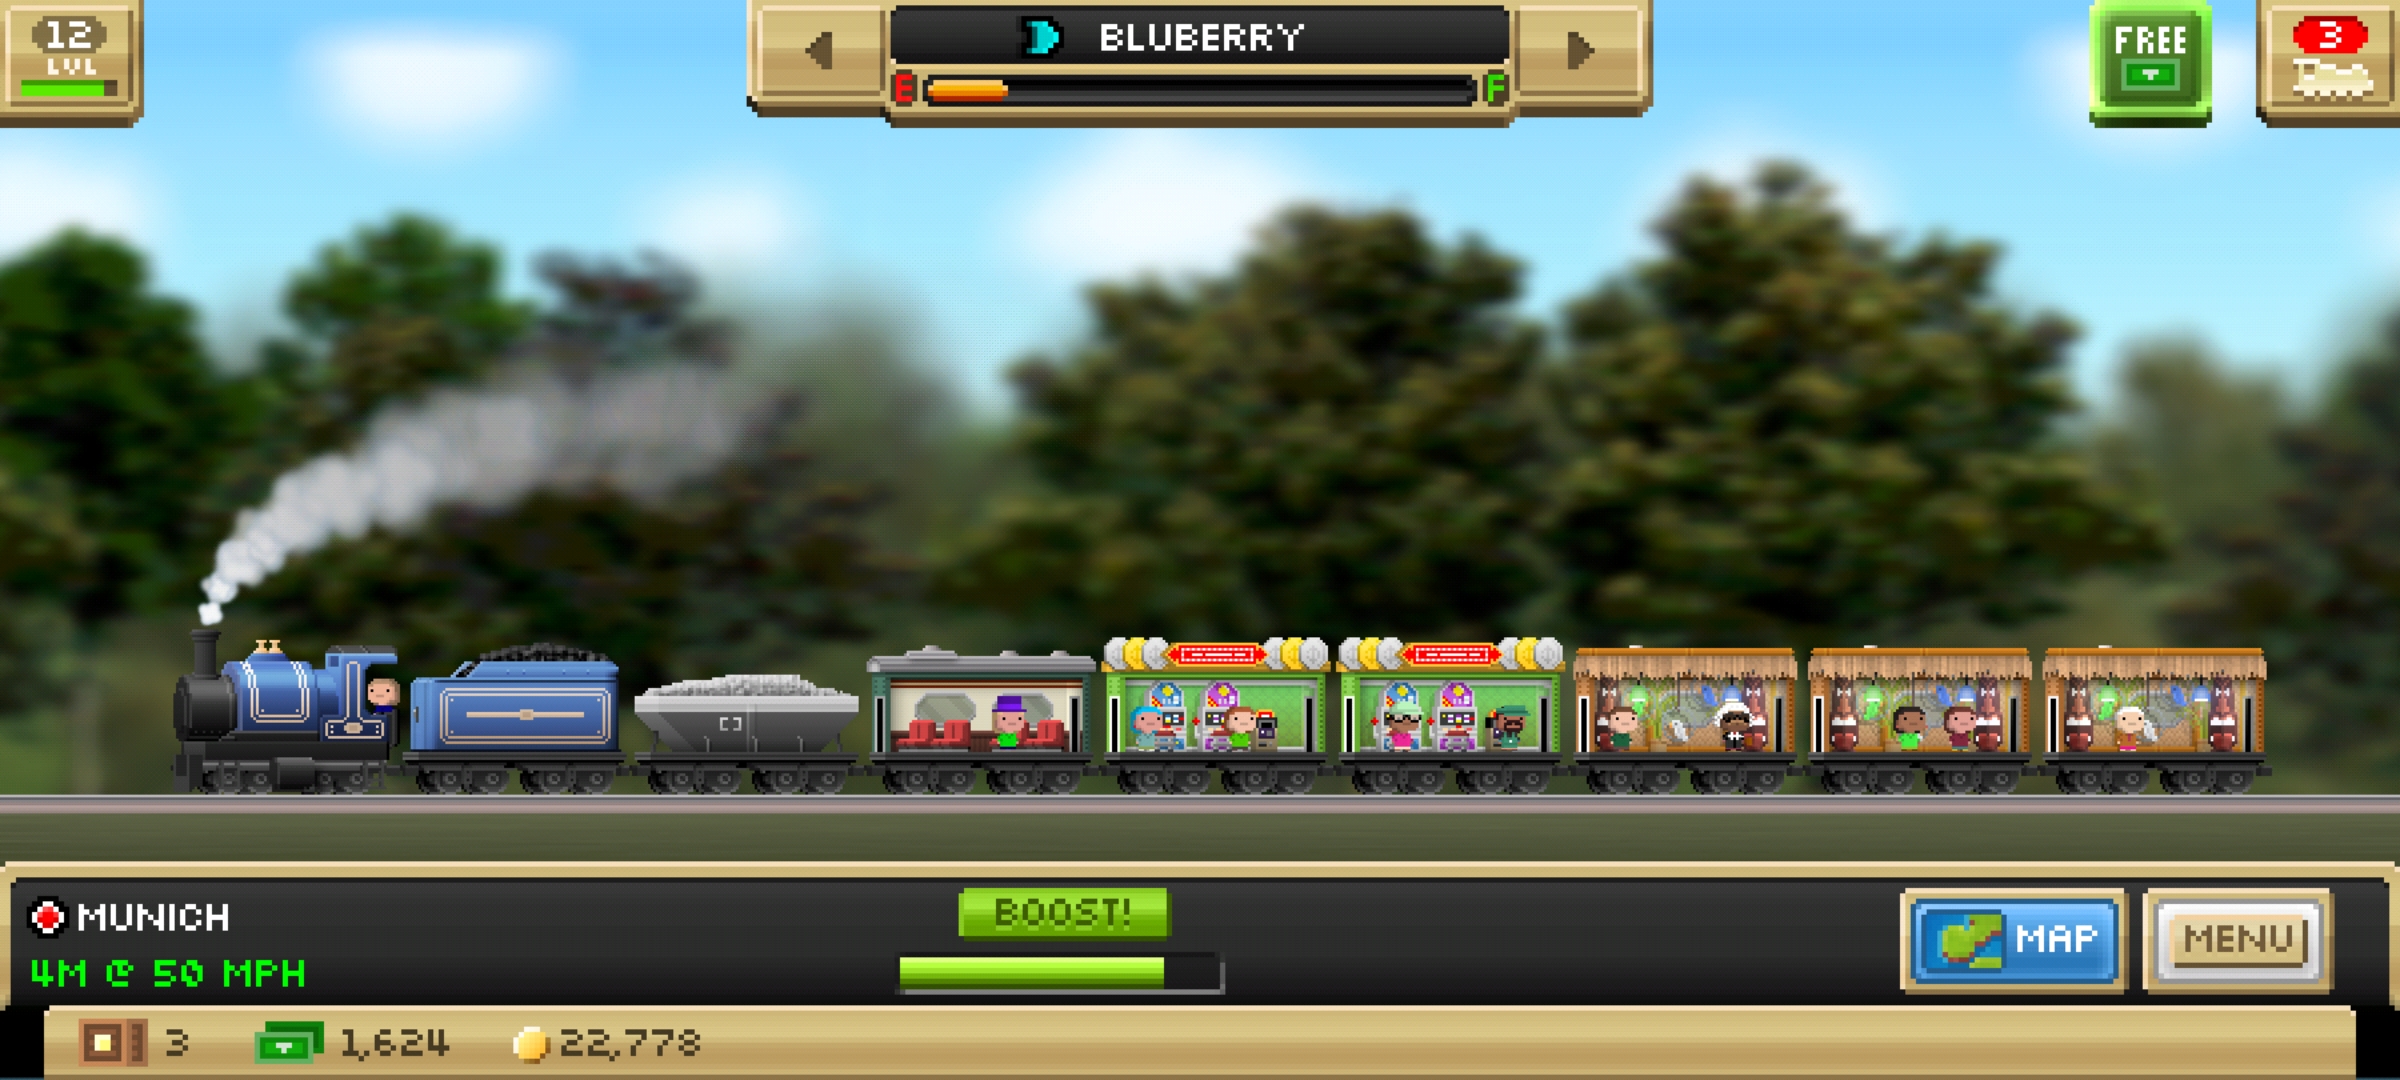 12
LVL
BLUBERRY
E F
FREE
3
MUNICH
4M @ 50 MPH
BOOST!
MAP
MENU
3 1,624 22,778